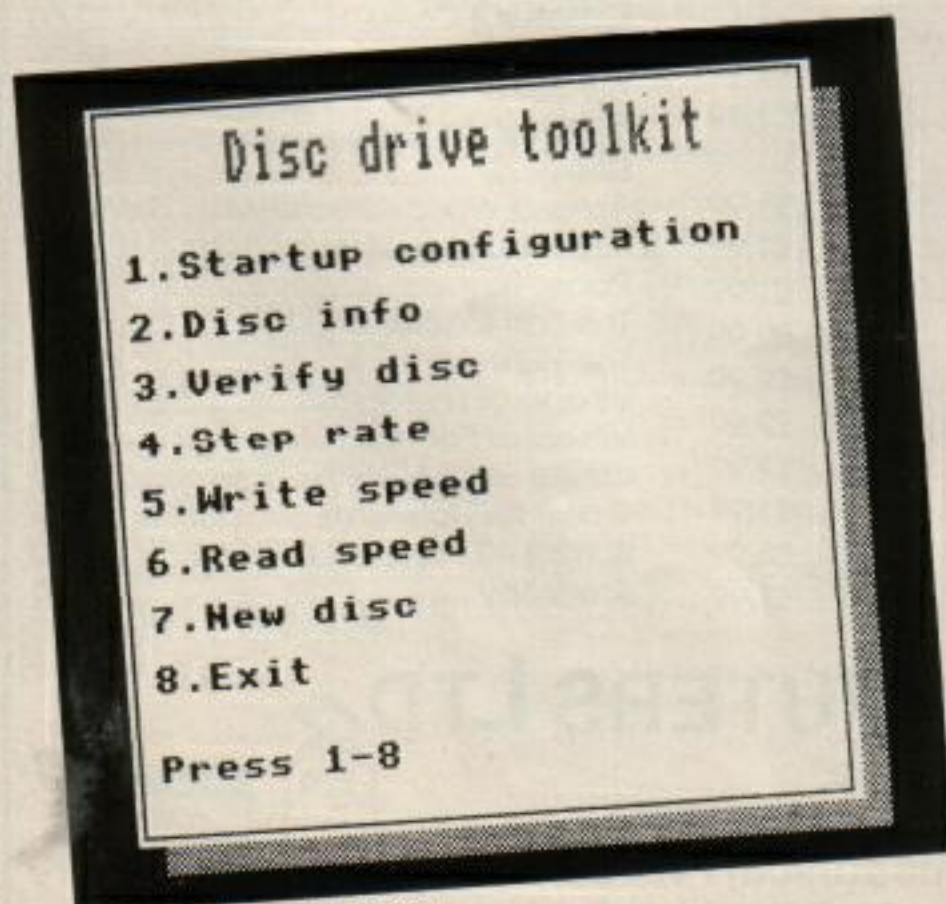 Disc drive toolkit
1.Startup configuration
2.Disc info
3.Verify disc
4.Step rate
5.Write speed
6.Read speed
7.New disc
8.Exit
Press 1-8